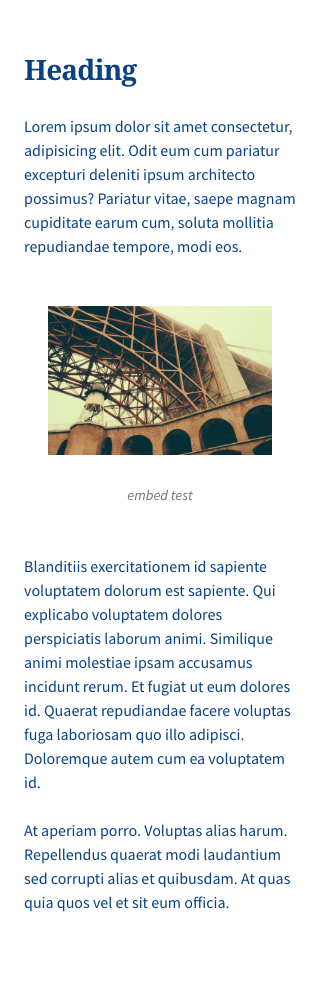 Heading
Lorem ipsum dolor sit amet consectetur,
adipisicing elit. Odit eum cum pariatur
excepturi deleniti ipsum architecto
possimus? Pariatur vitae, saepe magnam
cupiditate earum cum, soluta mollitia
repudiandae tempore, modi eos.
embed test
Blanditiis exercitationem id sapiente
voluptatem dolorum est sapiente. Qui
explicabo voluptatem dolores
perspiciatis laborum animi. Similique
animi molestiae ipsam accusamus
incidunt rerum. Et fugiat ut eum dolores
id. Quaerat repudiandae facere voluptas
fuga laboriosam quo illo adipisci.
Doloremque autem cum ea voluptatem
id.
At aperiam porro. Voluptas alias harum.
Repellendus quaerat modi laudantium
sed corrupti alias et quibusdam. At quas
quia quos vel et sit eum officia.